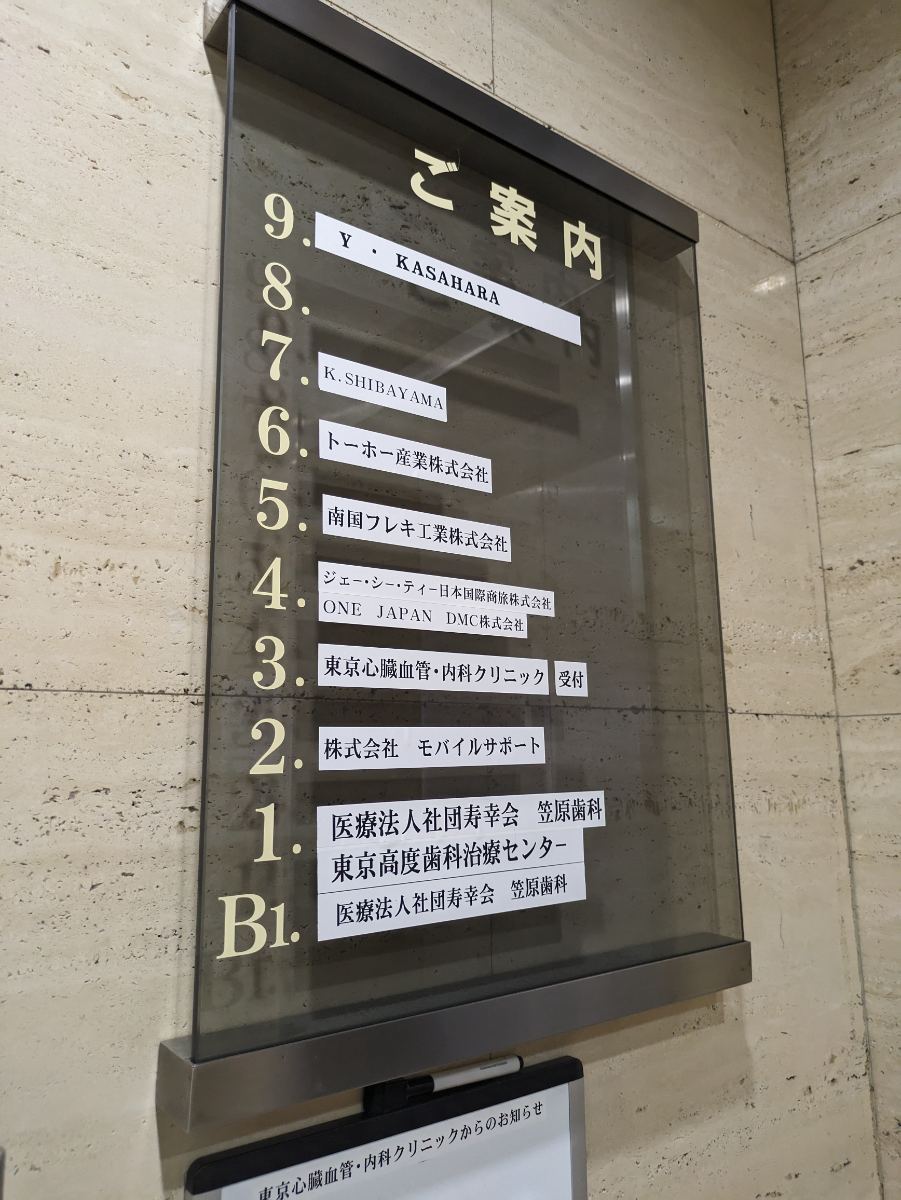 ご案内
9. Y・KASAHARA
8.
7. K.SHIBAYAMA
6. トーホー産業株式会社
5. 南国フレキ工業株式会社
4. ジェー・シー・ティー日本国際商旅株式会社
ONE JAPAN DMC株式会社
3. 東京心臓血管・内科クリニック 受付
2. 株式会社 モバイルサポート
1. 医療法人社団寿幸会 笠原歯科
東京高度歯科治療センター
B1. 医療法人社団寿幸会 笠原歯科
東京心臓血管・内科クリニックからのお知らせ